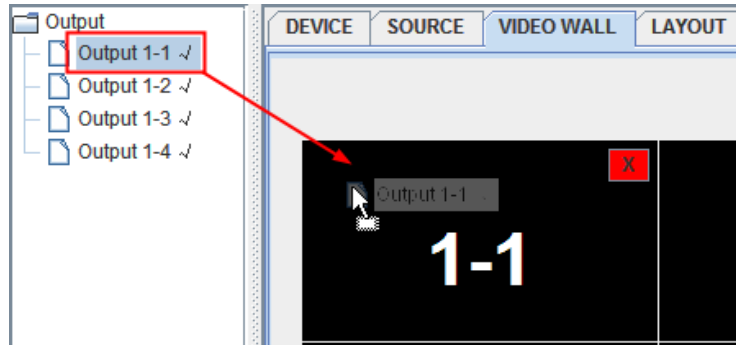 Output
Output 1-1 √
Output 1-2 √
Output 1-3 √
Output 1-4 √
DEVICE SOURCE VIDEO WALL LAYOUT
X
Output 1-1
1-1